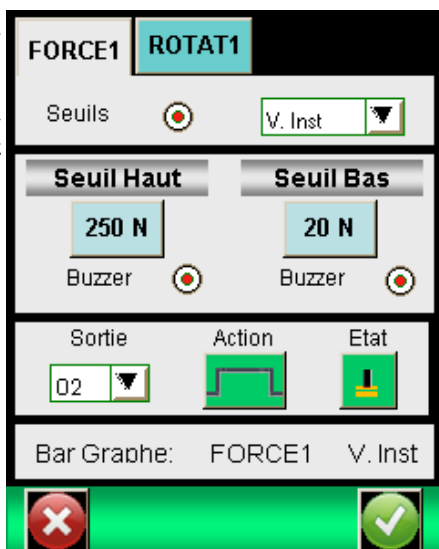 FORCE1 ROTAT1
Seuils V. Inst
Seuil Haut Seuil Bas
250 N 20 N
Buzzer Buzzer
Sortie Action Etat
O2
Bar Graphe: FORCE1 V. Inst